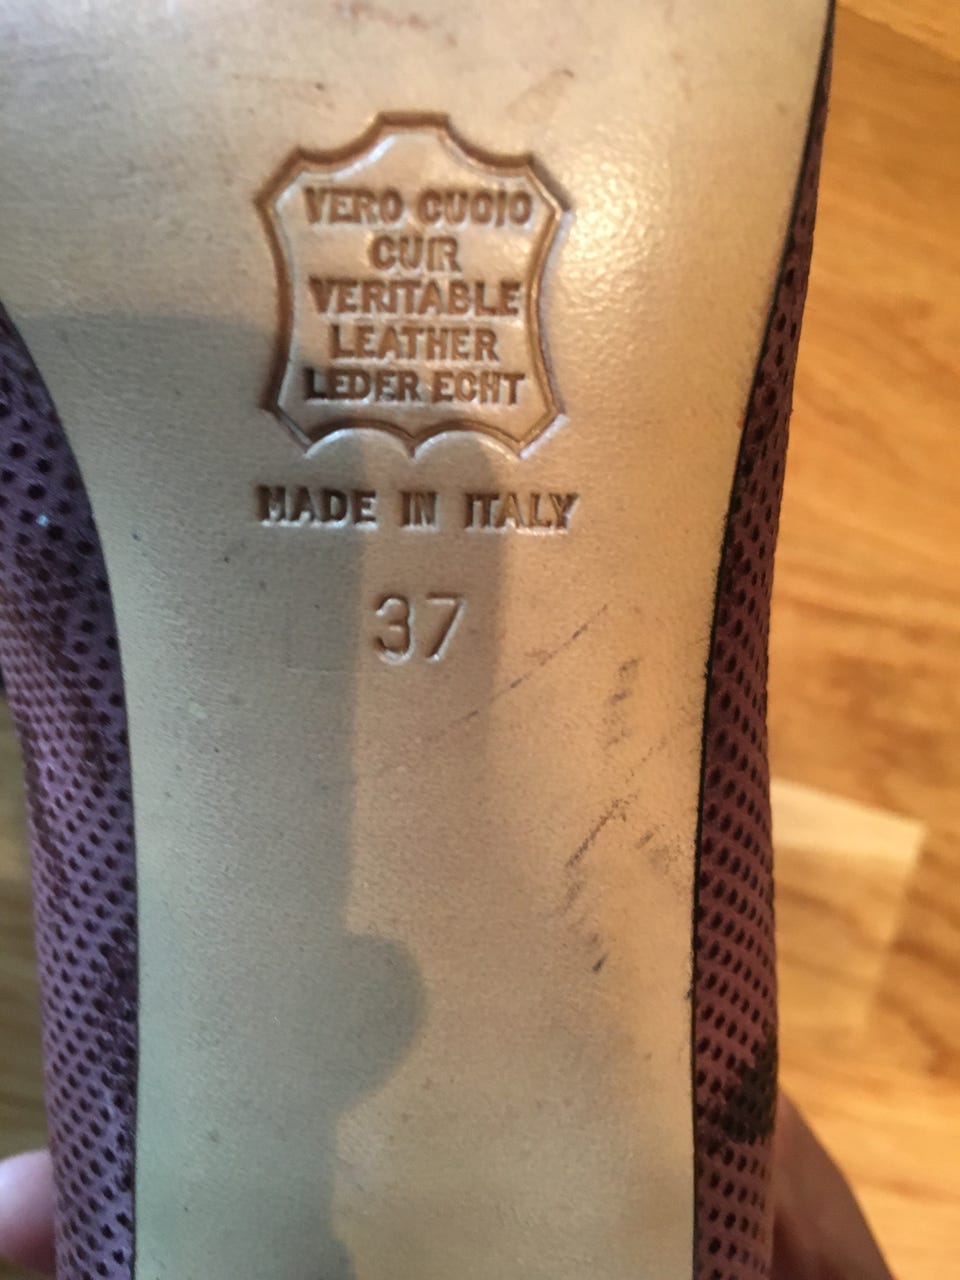 VERO CUOIO
CUIR
VERITABLE
LEATHER
LEDER ECHT
MADE IN ITALY
37